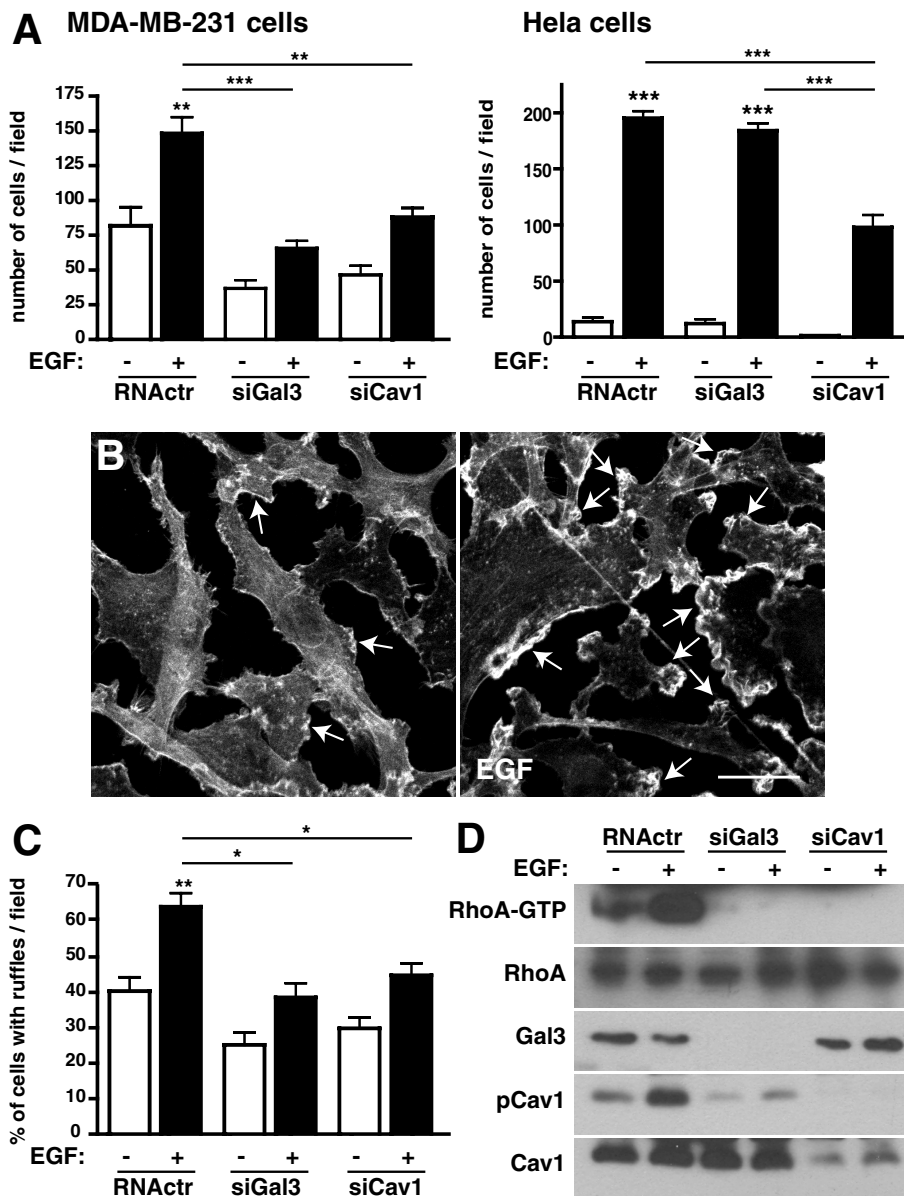 A MDA-MB-231 cells
** 
***
**
number of cells / field
175
150
125
100
75
50
25
0
EGF: - + - + - +
RNActr siGal3 siCav1
Hela cells
***
***
***
***
number of cells / field
200
150
100
50
0
EGF: - + - + - +
RNActr siGal3 siCav1
B
EGF
C
*
*
**
% of cells with ruffles / field
70
60
50
40
30
20
10
0
EGF: - + - + - +
RNActr siGal3 siCav1
D
RNActr siGal3 siCav1
EGF: - + - + - +
RhoA-GTP
RhoA
Gal3
pCav1
Cav1